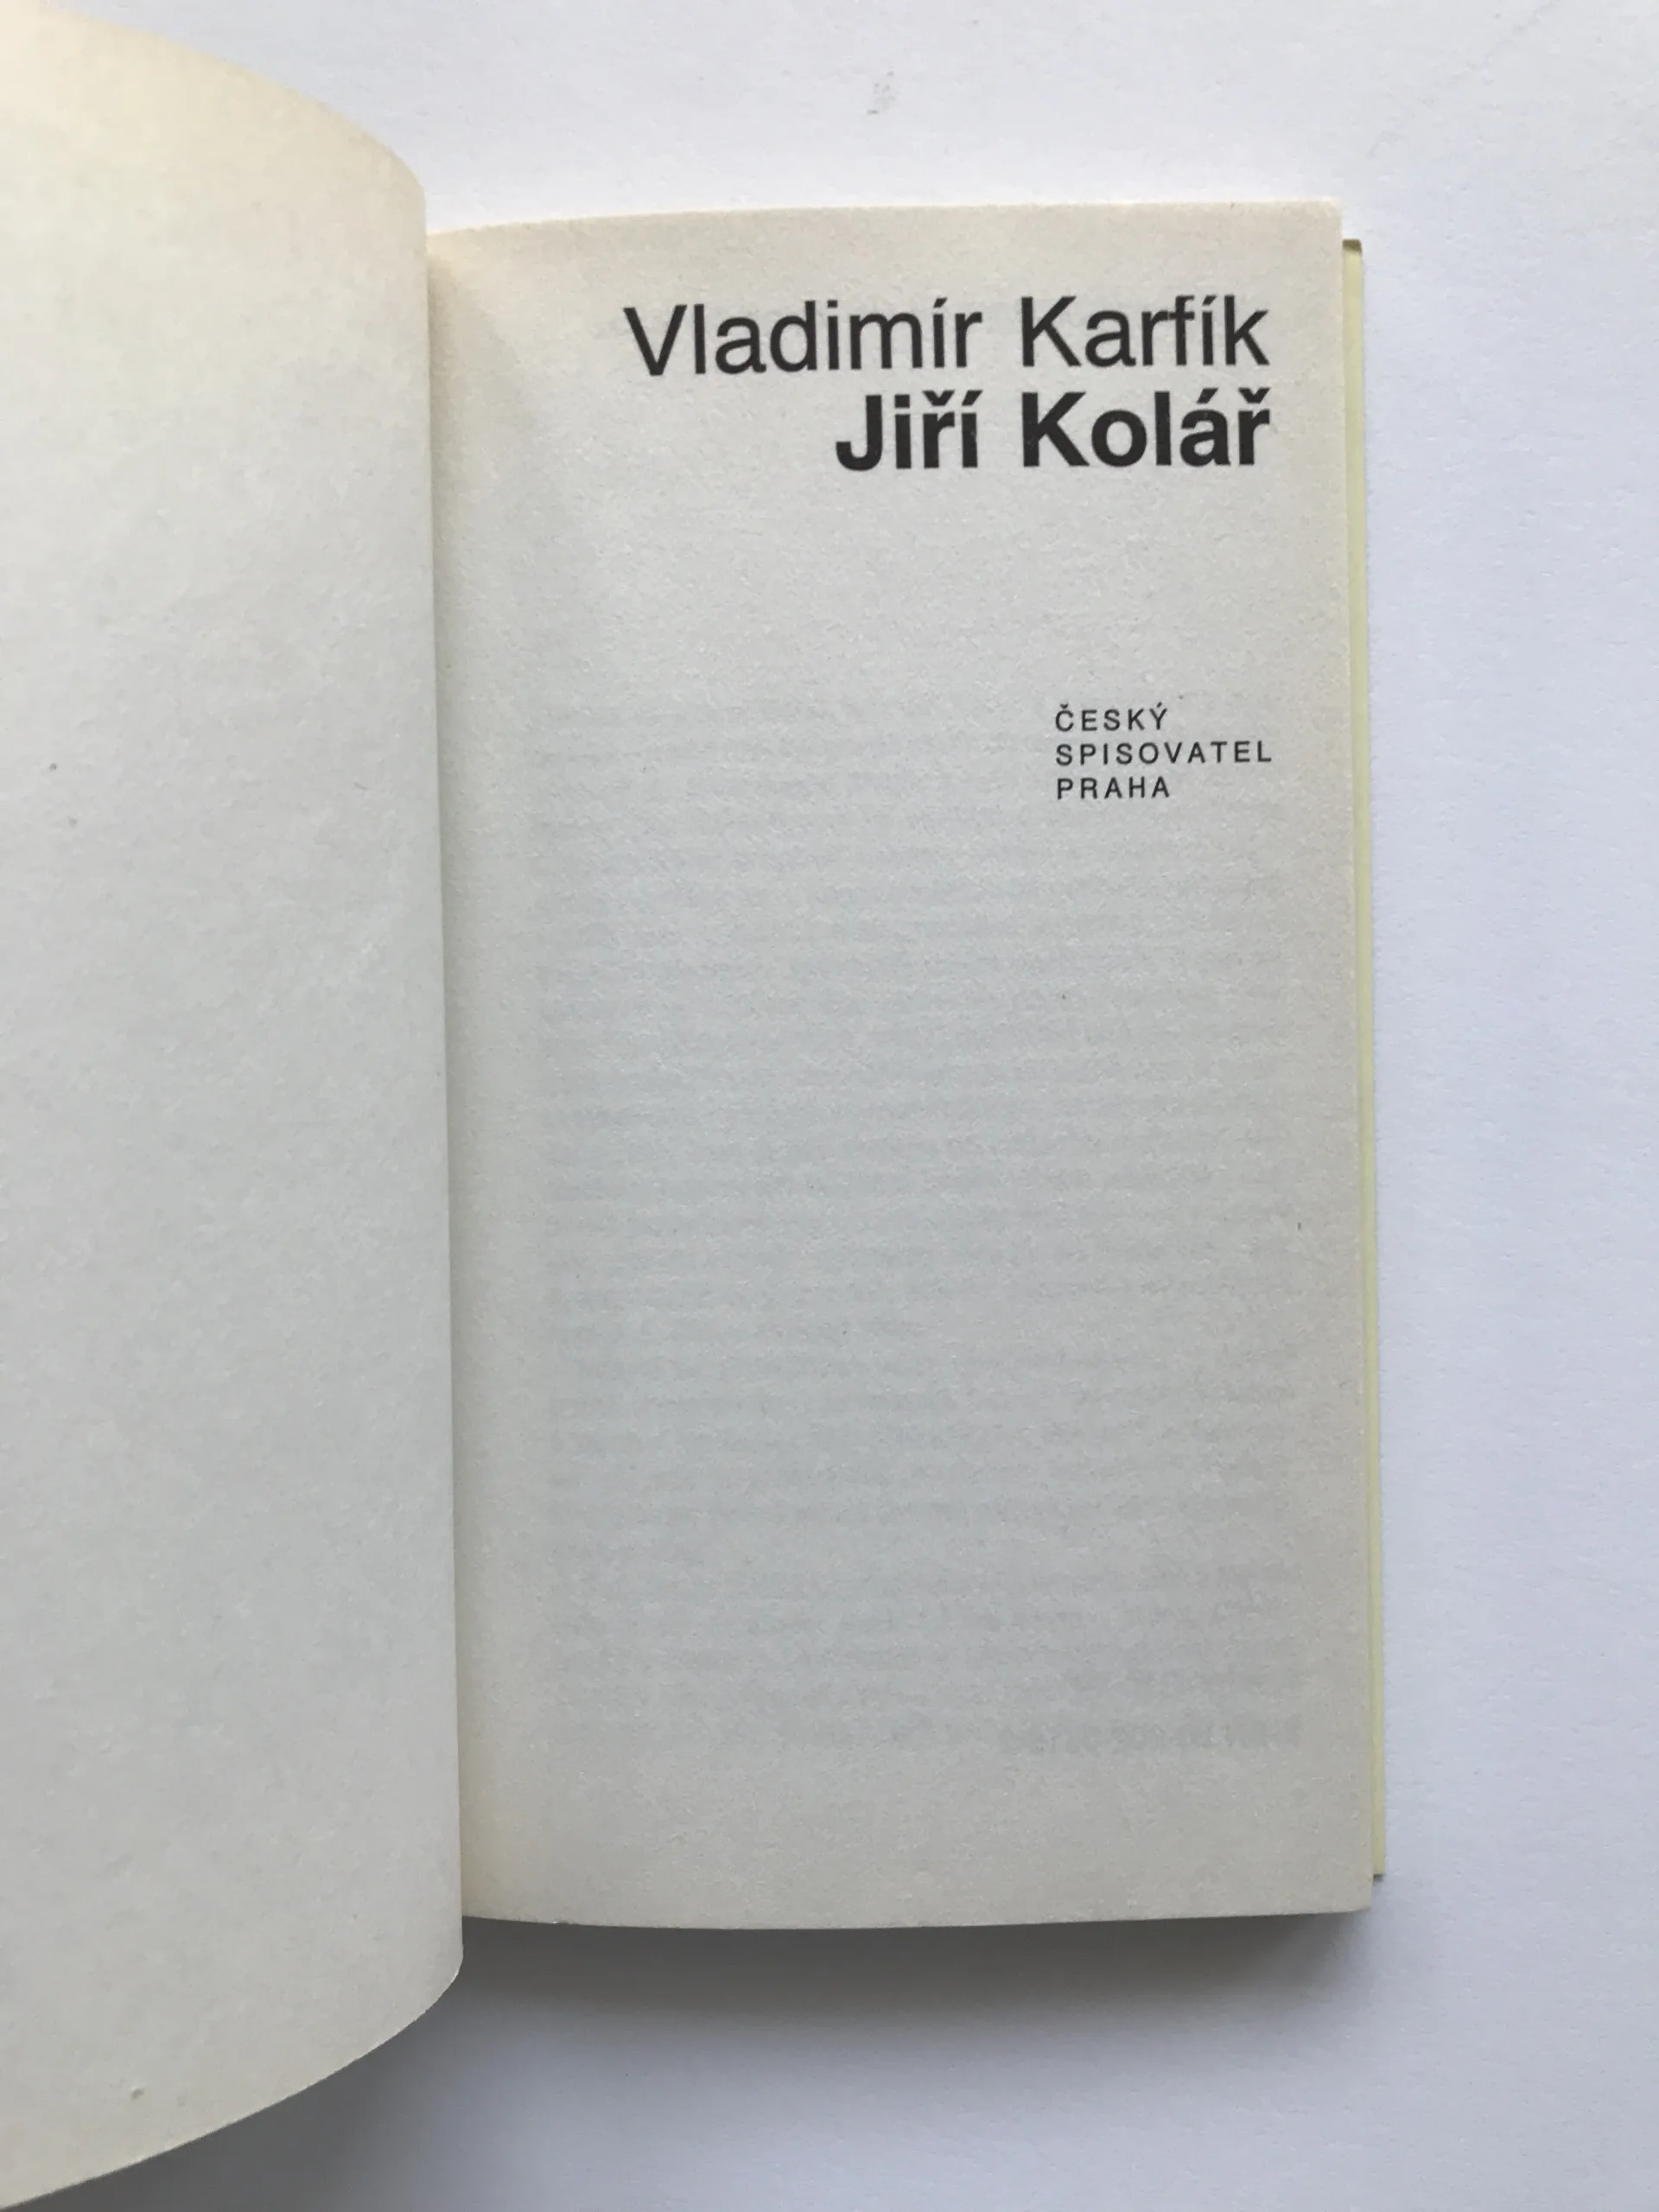 Vladimír Karfík
Jiří Kolář
ČESKÝ
SPISOVATEL
PRAHA